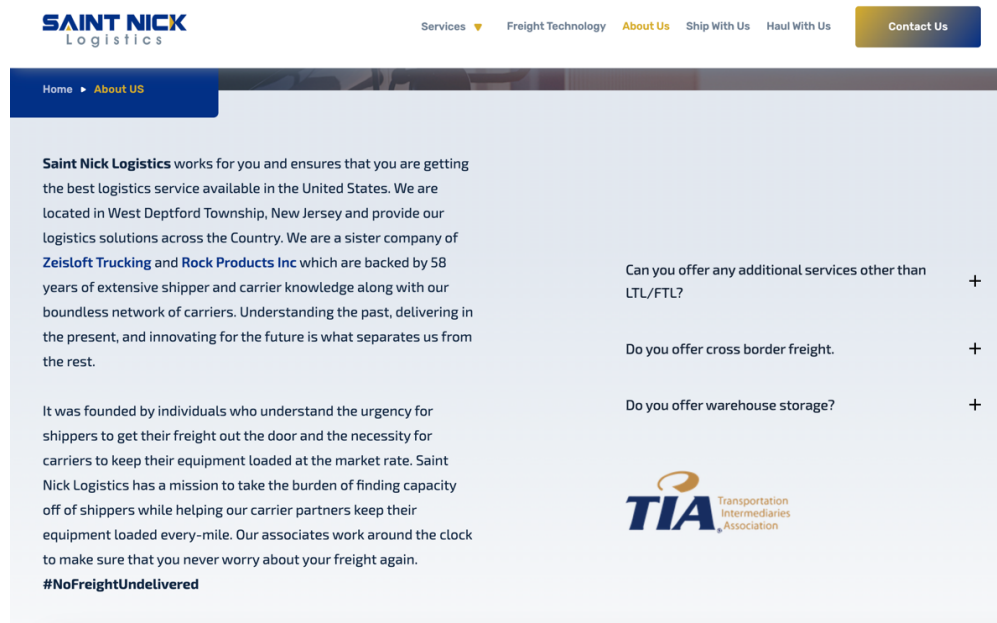 SAINT NICK
Logistics
Services
Freight Technology
About Us
Ship With Us
Haul With Us
Contact Us
Home
About US
Saint Nick Logistics works for you and ensures that you are getting
the best logistics service available in the United States. We are
located in West Deptford Township, New Jersey and provide our
logistics solutions across the Country. We are a sister company of
Zeisloft Trucking and Rock Products Inc which are backed by 58
years of extensive shipper and carrier knowledge along with our
boundless network of carriers. Understanding the past, delivering in
the present, and innovating for the future is what separates us from
the rest.
It was founded by individuals who understand the urgency for
shippers to get their freight out the door and the necessity for
carriers to keep their equipment loaded at the market rate. Saint
Nick Logistics has a mission to take the burden of finding capacity
off of shippers while helping our carrier partners keep their
equipment loaded every-mile. Our associates work around the clock
to make sure that you never worry about your freight again.
#NoFreightUndelivered
Can you offer any additional services other than
LTL/FTL?
Do you offer cross border freight.
Do you offer warehouse storage?
TIA
Transportation
Intermediaries
Association